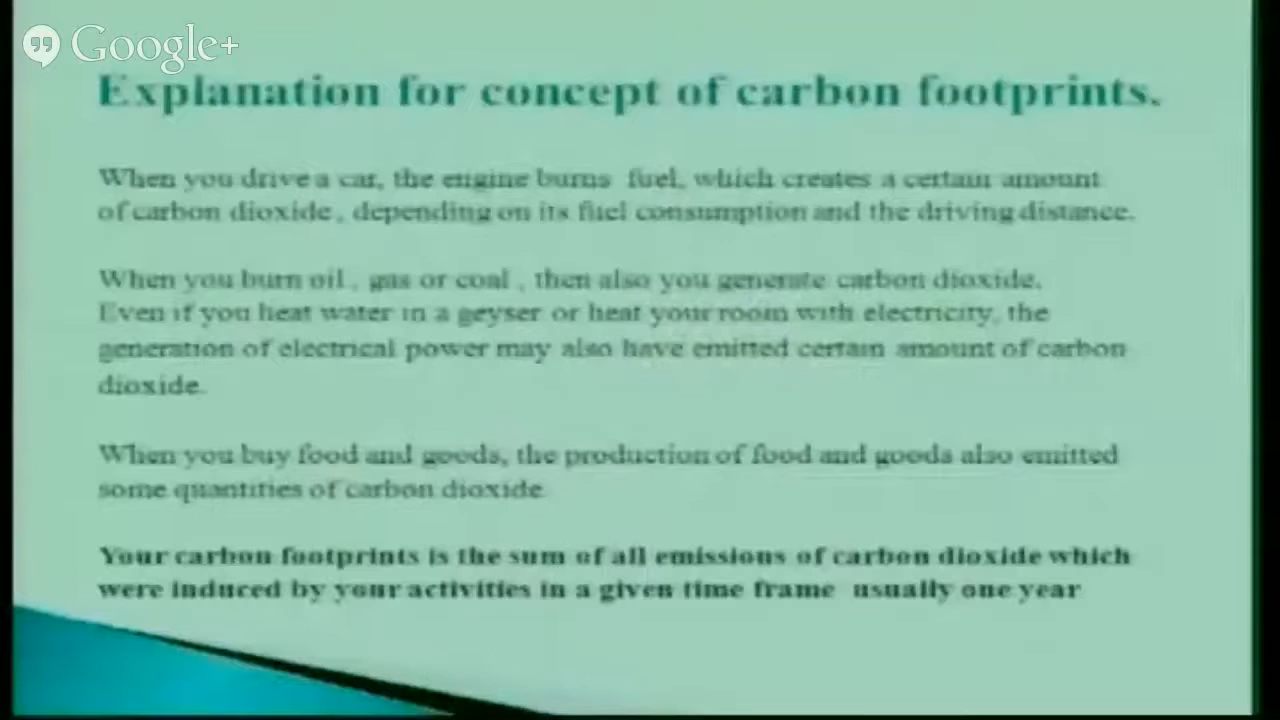 Google+
Explanation for concept of carbon footprints.
When you drive a car, the engine burns fuel, which creates a certain amount
of carbon dioxide, depending on its fuel consumption and the driving distance.
When you burn oil, gas or coal, then also you generate carbon dioxide.
Even if you heat water in a geyser or heat your room with electricity, the
generation of electrical power may also have emitted certain amount of carbon
dioxide.
When you buy food and goods, the production of food and goods also emitted
some quantities of carbon dioxide
Your carbon footprints is the sum of all emissions of carbon dioxide which
were induced by your activities in a given time frame usually one year